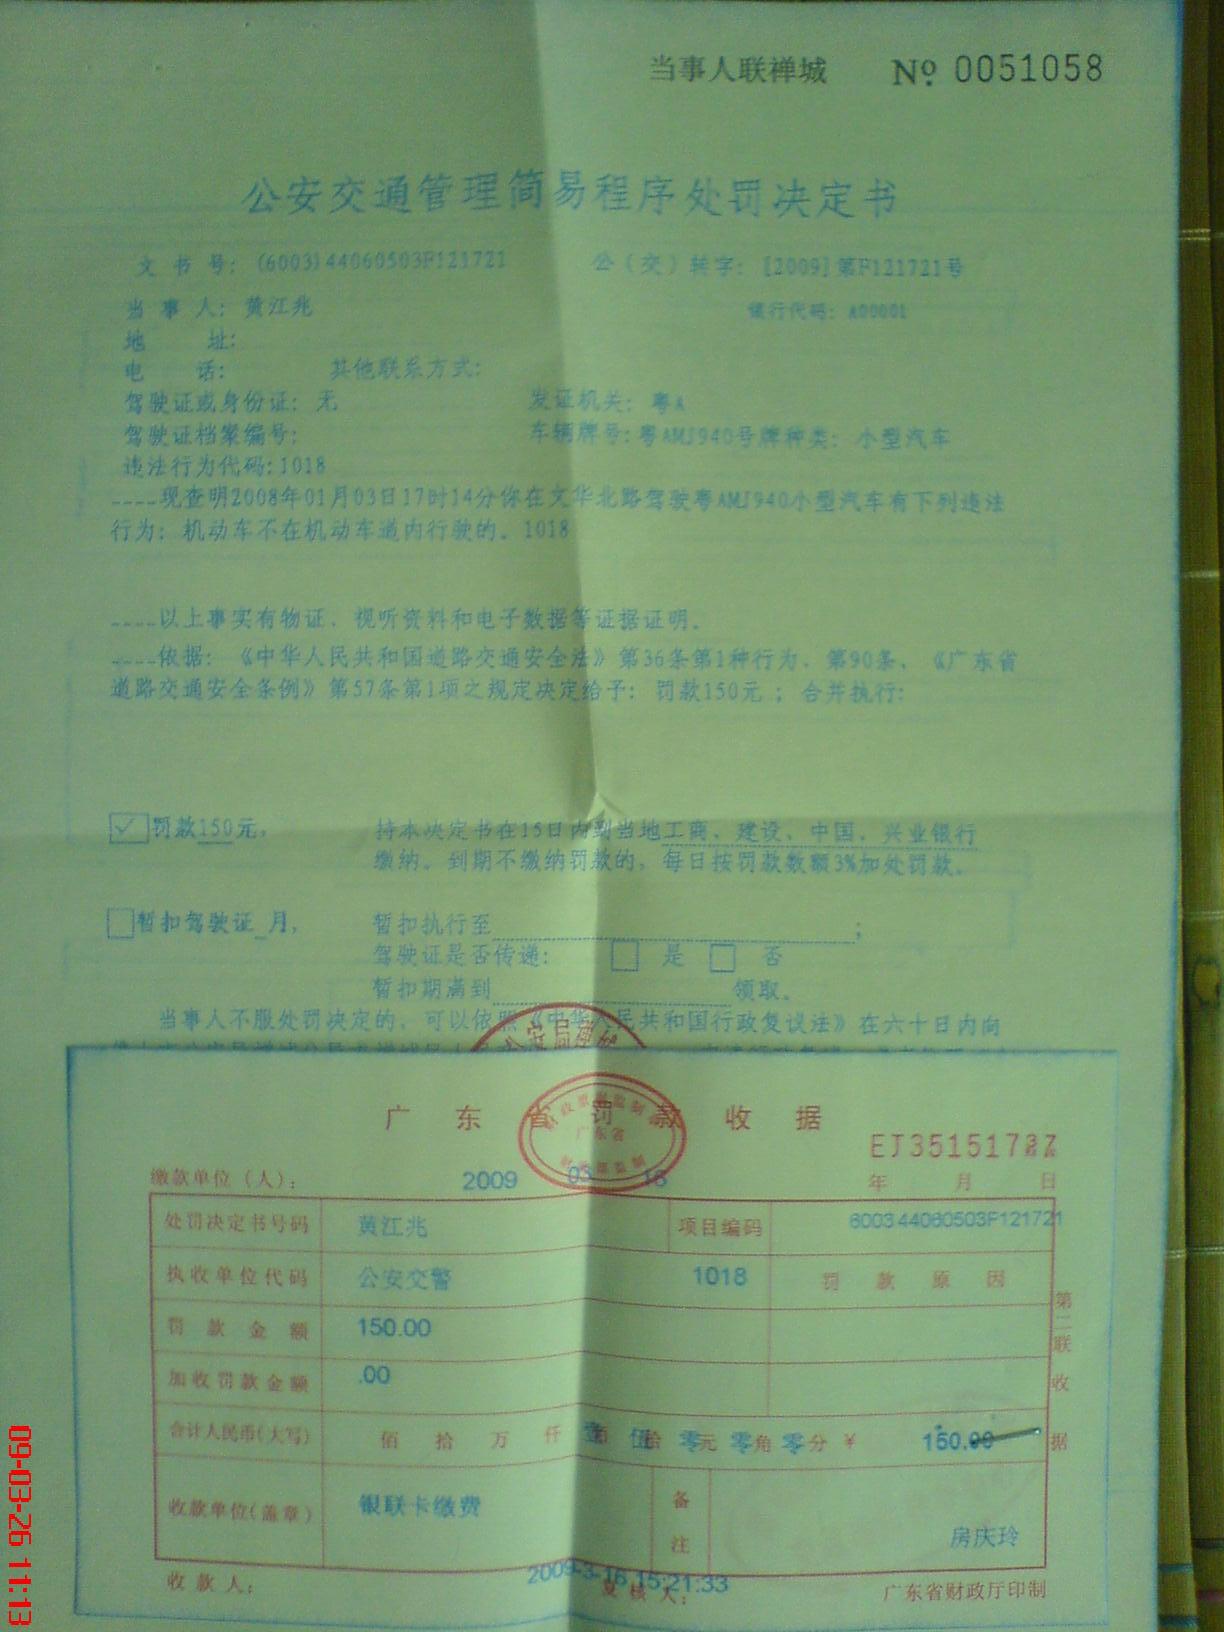 当事人联禅城 № 0051058
公安交通管理简易程序处罚决定书
文 书 号: (6003)44060503F121721 公(交)转字: [2009]第F121721号
当 事 人: 黄江兆 银行代码: A00001
地 址:
电 话: 其他联系方式:
驾驶证或身份证: 无 发证机关: 粤A
驾驶证档案编号: 车辆牌号:粤AMJ940号牌种类: 小型汽车
违法行为代码:1018
----现查明2008年01月03日17时14分你在文华北路驾驶粤AMJ940小型汽车有下列违法
行为: 机动车不在机动车道内行驶的。1018
----以上事实有物证、视听资料和电子数据等证据证明。
----依据: 《中华人民共和国道路交通安全法》第36条第1种行为、第90条、《广东省
道路交通安全条例》第57条第1项之规定决定给予: 罚款150元 ; 合并执行:
罚款150元, 持本决定书在15日内到当地工商、建设、中国、兴业银行
缴纳。到期不缴纳罚款的, 每日按罚款数额3%加处罚款。
暂扣驾驶证_月, 暂扣执行至 ;
驾驶证是否传递: 是 否
暂扣期满到 领取。
当事人不服处罚决定的, 可以依照《中华人民共和国行政复议法》在六十日内向
广 东 省 罚 款 收 据
EJ35151737
缴款单位(人): 2009 03 16 年 月 日
处罚决定书号码 黄江兆 项目编码 6003 44060503F121721
执收单位代码 公安交警 1018 罚 款 原 因
罚 款 金 额 150.00
加收罚款金额 .00
合计人民币(大写) 佰 拾 万 仟 壹佰 伍拾 零元 零角 零分 ¥ 150.00
收款单位(盖章) 银联卡缴费 备注 房庆玲
第二联 收据
收 款 人: 2009-3-16 15:21:33 复 核 人: 广东省财政厅印制
09-03-26 11:13